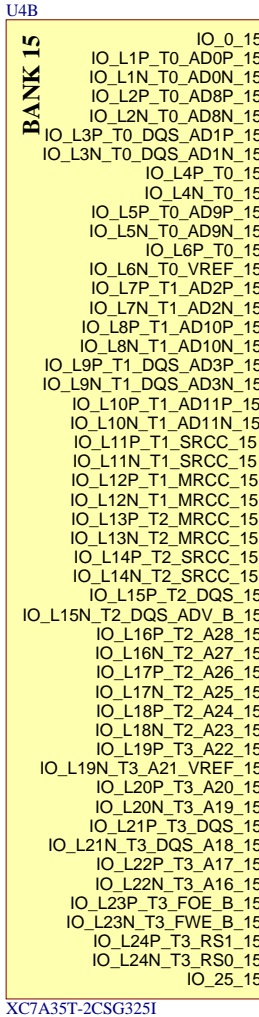 U4B
BANK 15
IO_0_15
IO_L1P_T0_AD0P_15
IO_L1N_T0_AD0N_15
IO_L2P_T0_AD8P_15
IO_L2N_T0_AD8N_15
IO_L3P_T0_DQS_AD1P_15
IO_L3N_T0_DQS_AD1N_15
IO_L4P_T0_15
IO_L4N_T0_15
IO_L5P_T0_AD9P_15
IO_L5N_T0_AD9N_15
IO_L6P_T0_15
IO_L6N_T0_VREF_15
IO_L7P_T1_AD2P_15
IO_L7N_T1_AD2N_15
IO_L8P_T1_AD10P_15
IO_L8N_T1_AD10N_15
IO_L9P_T1_DQS_AD3P_15
IO_L9N_T1_DQS_AD3N_15
IO_L10P_T1_AD11P_15
IO_L10N_T1_AD11N_15
IO_L11P_T1_SRCC_15
IO_L11N_T1_SRCC_15
IO_L12P_T1_MRCC_15
IO_L12N_T1_MRCC_15
IO_L13P_T2_MRCC_15
IO_L13N_T2_MRCC_15
IO_L14P_T2_SRCC_15
IO_L14N_T2_SRCC_15
IO_L15P_T2_DQS_15
IO_L15N_T2_DQS_ADV_B_15
IO_L16P_T2_A28_15
IO_L16N_T2_A27_15
IO_L17P_T2_A26_15
IO_L17N_T2_A25_15
IO_L18P_T2_A24_15
IO_L18N_T2_A23_15
IO_L19P_T3_A22_15
IO_L19N_T3_A21_VREF_15
IO_L20P_T3_A20_15
IO_L20N_T3_A19_15
IO_L21P_T3_DQS_15
IO_L21N_T3_DQS_A18_15
IO_L22P_T3_A17_15
IO_L22N_T3_A16_15
IO_L23P_T3_FOE_B_15
IO_L23N_T3_FWE_B_15
IO_L24P_T3_RS1_15
IO_L24N_T3_RS0_15
IO_25_15
XC7A35T-2CSG325I